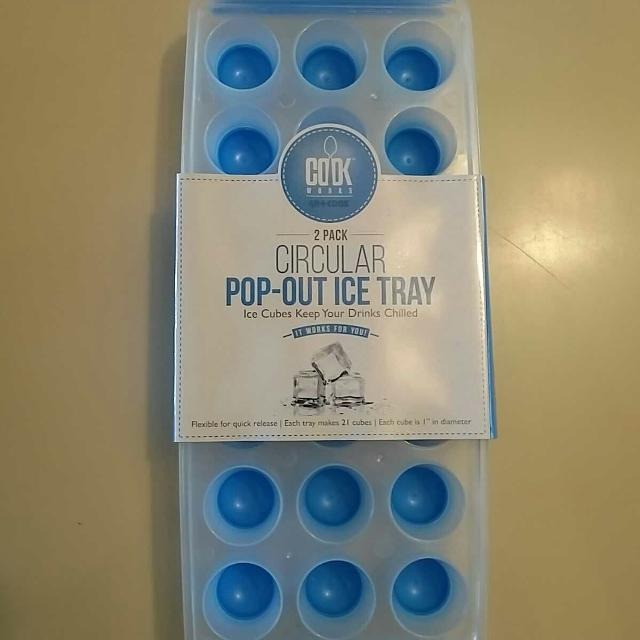 COOK
WORKS
2 PACK
CIRCULAR
POP-OUT ICE TRAY
Ice Cubes Keep Your Drinks Chilled
IT WORKS FOR YOU!
Flexible for quick release | Each tray makes 21 cubes | Each cube is 1" in diameter